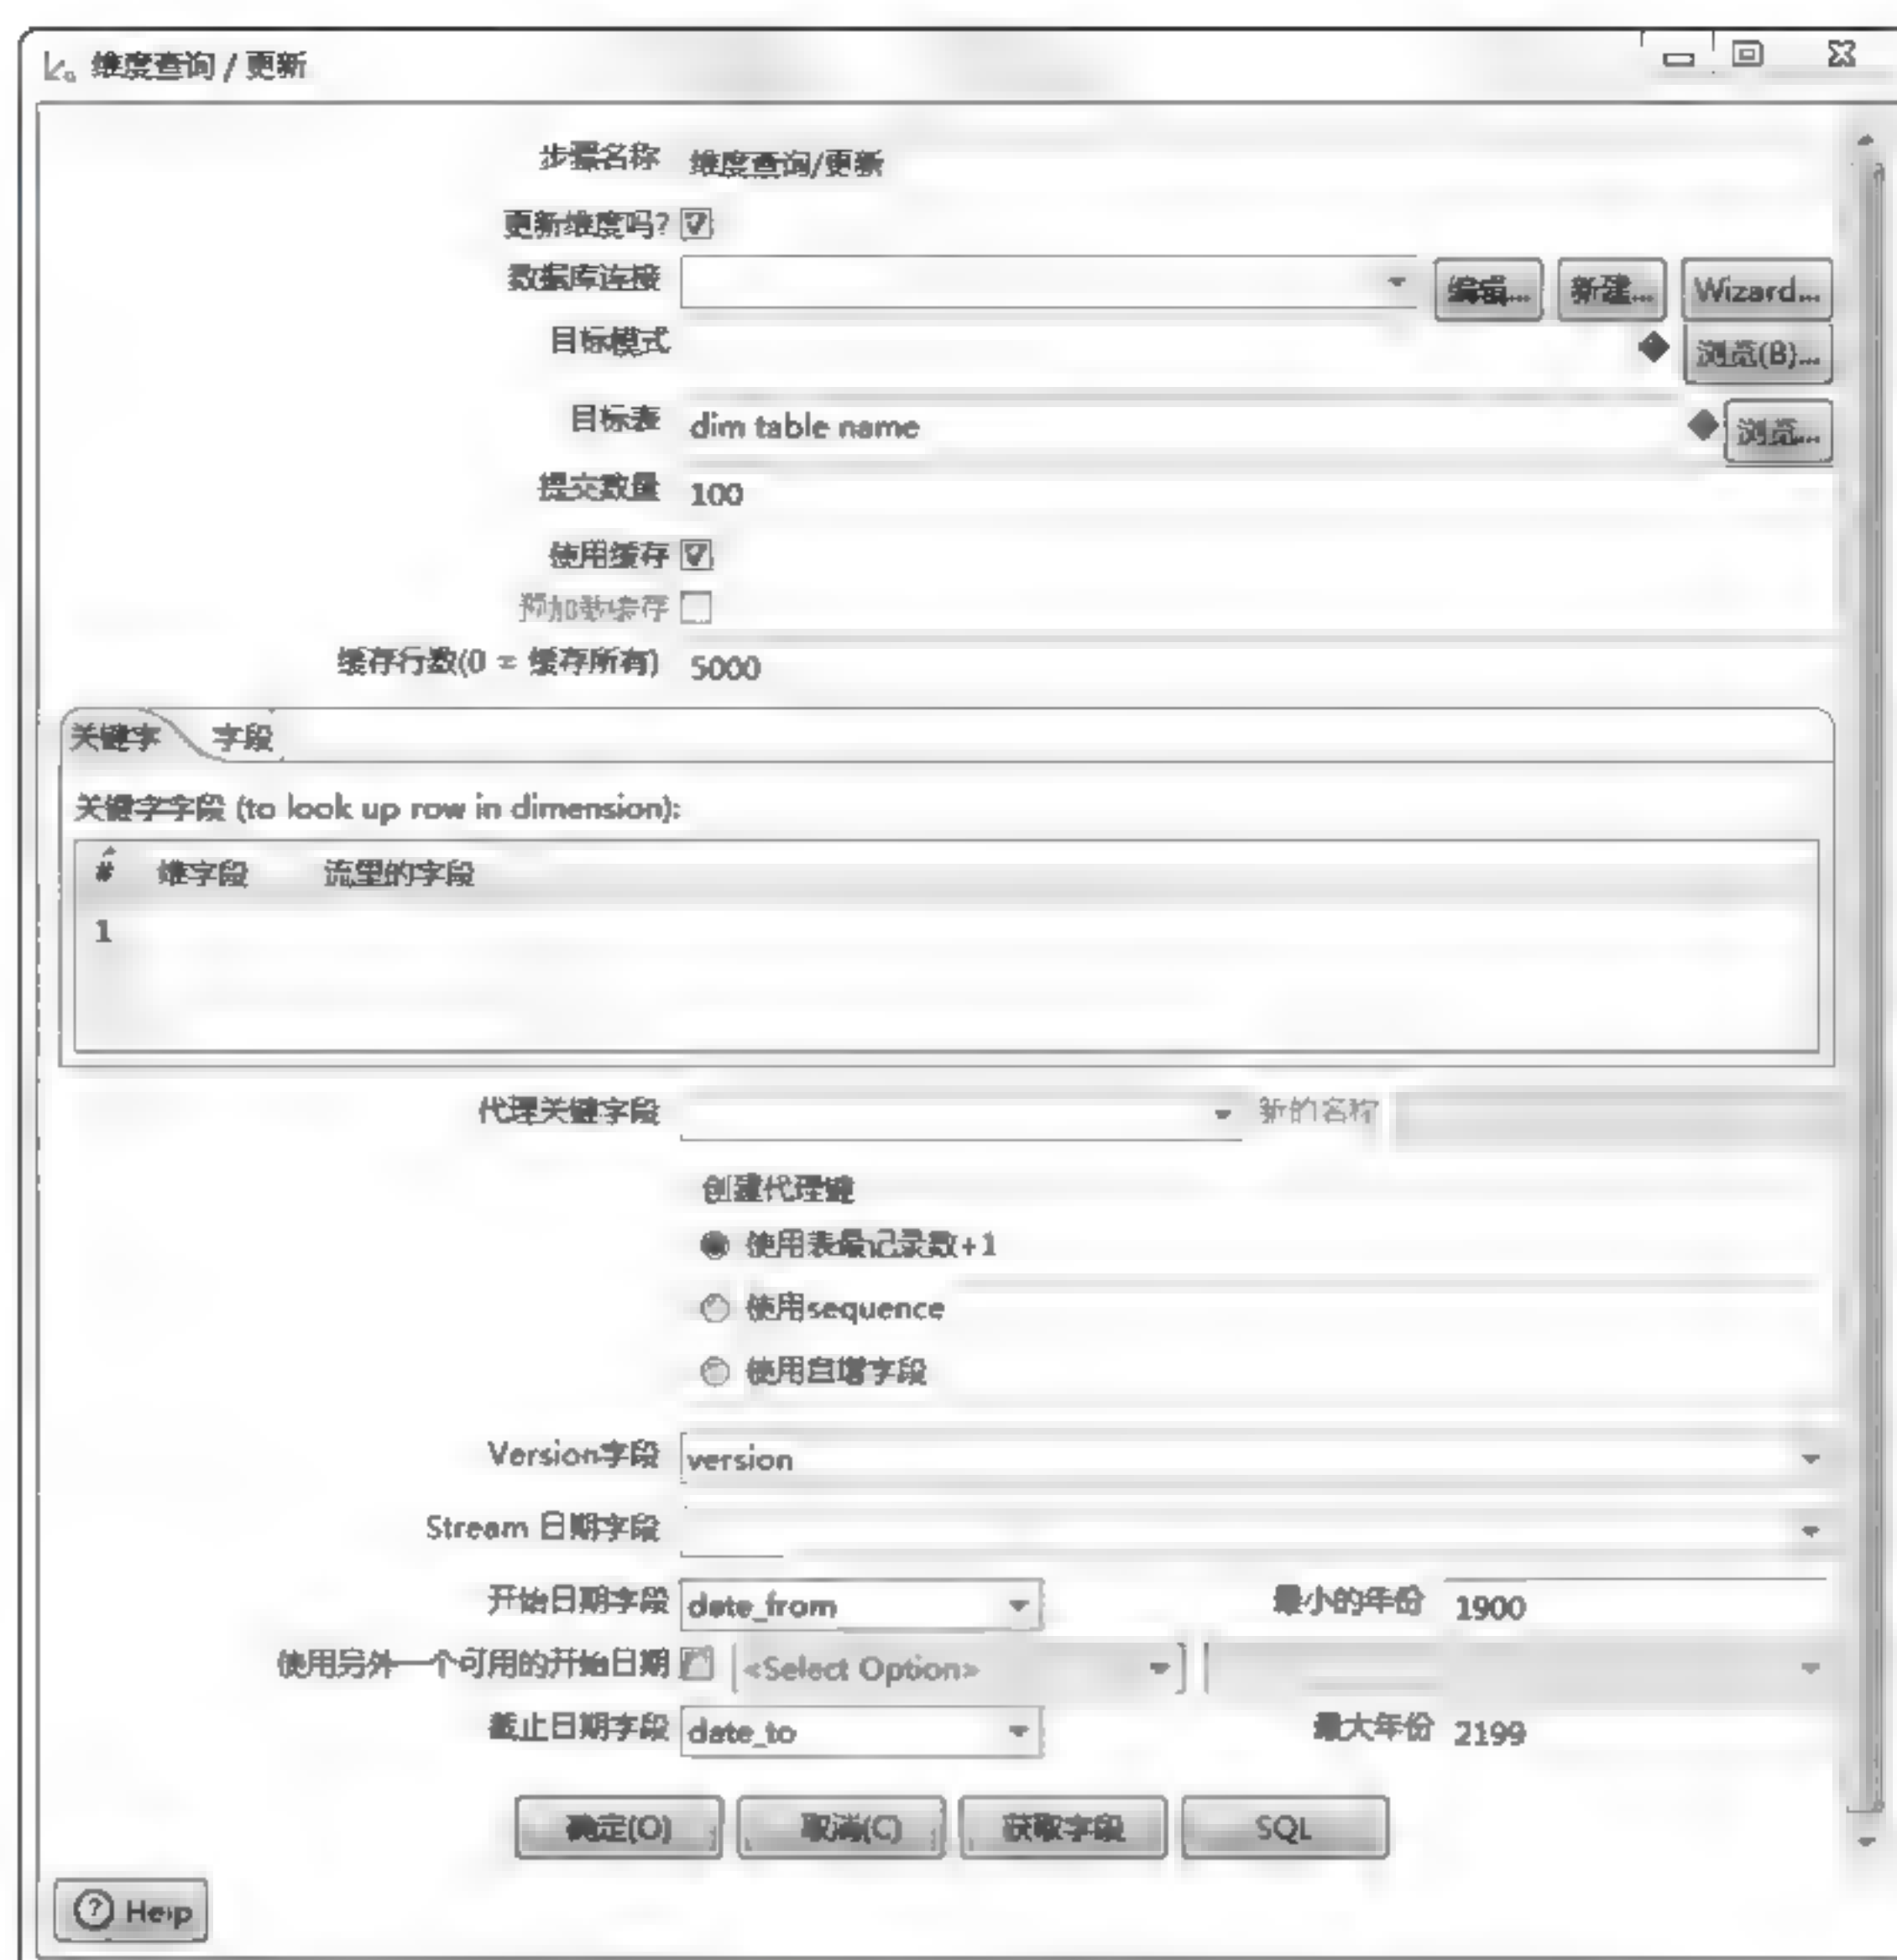 维度查询 / 更新
步骤名称 维度查询/更新
更新维度吗?
数据库连接 编辑... 新建... Wizard...
目标模式 浏览(B)...
目标表 dim table name 浏览...
提交数量 100
使用缓存
预加载缓存
缓存行数(0 = 缓存所有) 5000
关键字 字段
关键字字段 (to look up row in dimension):
# 维字段 流里的字段
1
代理关键字段 新的名称
创建代理键
使用表最记录数+1
使用sequence
使用自增字段
Version字段 version
Stream 日期字段
开始日期字段 date_from 最小的年份 1900
使用另外一个可用的开始日期 <Select Option>
截止日期字段 date_to 最大年份 2199
确定(O) 取消(C) 获取字段 SQL
Help